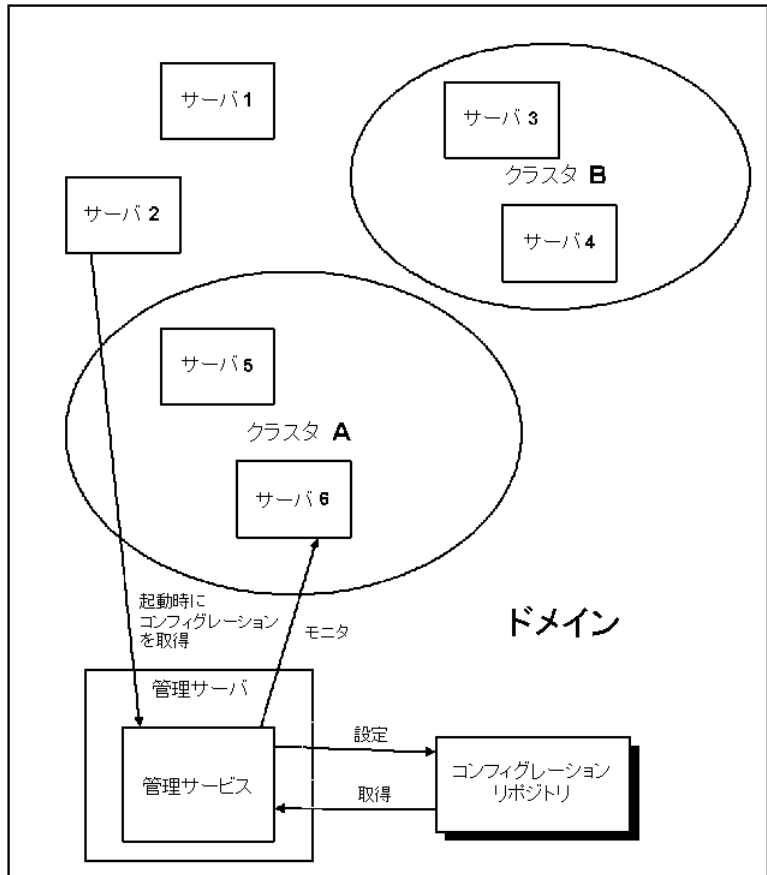 サーバ 1
サーバ 3
クラスタ B
サーバ 2
サーバ 4
サーバ 5
クラスタ A
サーバ 6
起動時に
コンフィグレーション
を取得
モニタ
ドメイン
管理サーバ
設定
管理サービス
コンフィグレーション
リポジトリ
取得